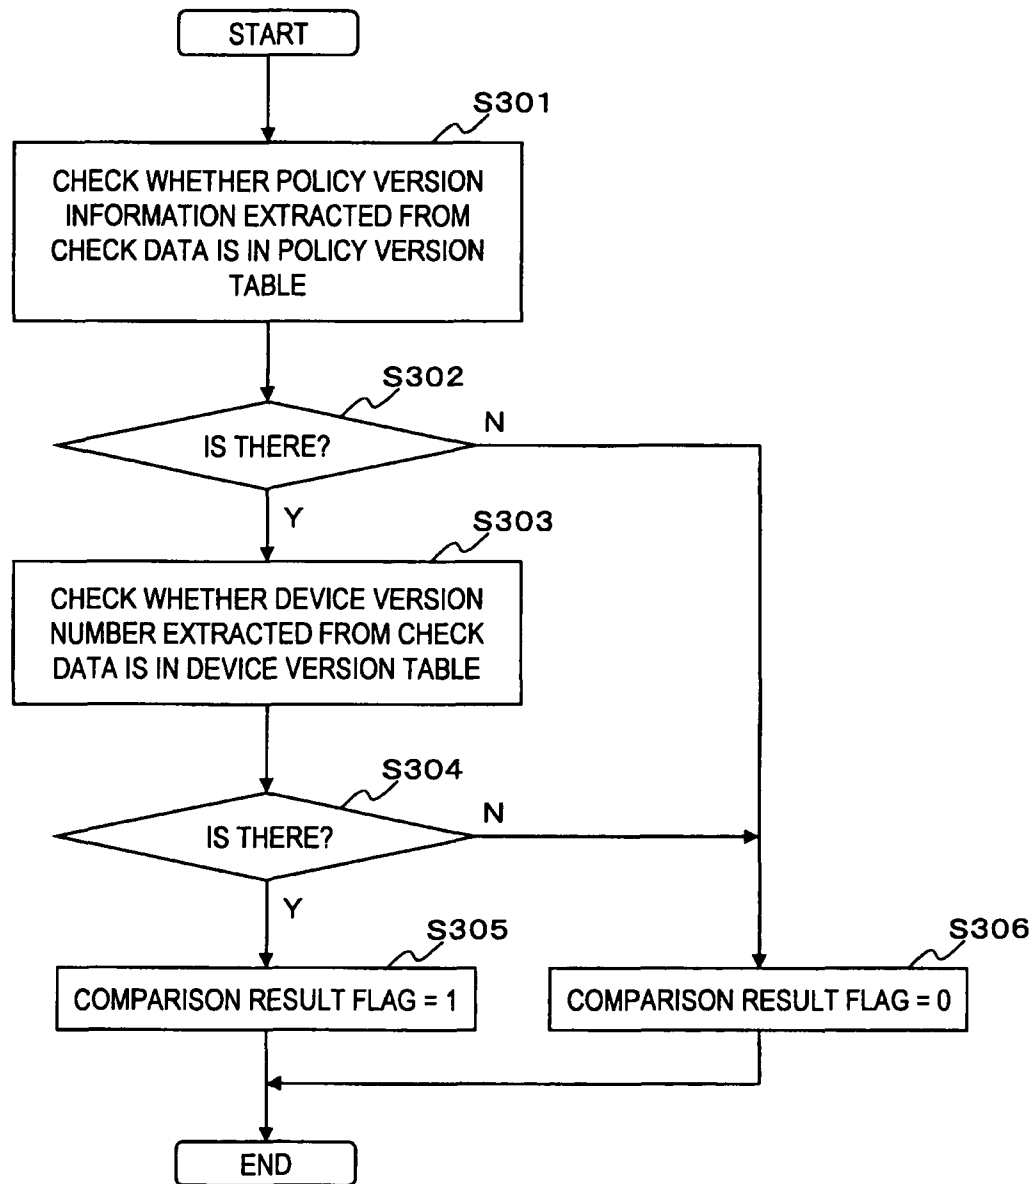 START
S301
CHECK WHETHER POLICY VERSION
INFORMATION EXTRACTED FROM
CHECK DATA IS IN POLICY VERSION
TABLE
S302
IS THERE?
N
Y
S303
CHECK WHETHER DEVICE VERSION
NUMBER EXTRACTED FROM CHECK
DATA IS IN DEVICE VERSION TABLE
S304
IS THERE?
N
Y
S305
COMPARISON RESULT FLAG = 1
S306
COMPARISON RESULT FLAG = 0
END